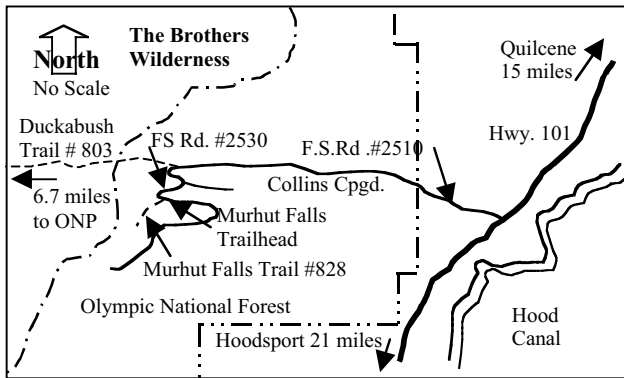 North
No Scale
The Brothers
Wilderness
Quilcene
15 miles
Hwy. 101
Duckabush
Trail # 803
FS Rd. #2530
F.S.Rd .#2510
Collins Cpgd.
6.7 miles
to ONP
Murhut Falls
Trailhead
Murhut Falls Trail #828
Olympic National Forest
Hoodsport 21 miles
Hood
Canal